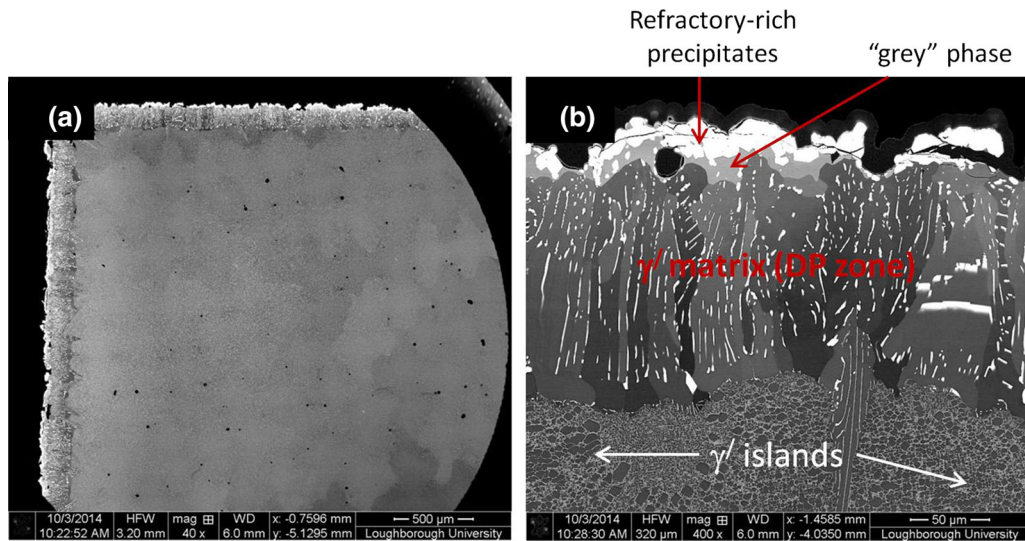 Refractory-rich
precipitates
"grey" phase
(a)
(b)
γ′ matrix (DP zone)
γ′ islands
10/3/2014 HFW mag ⊞ WD x: -0.7596 mm 500 µm
10:22:52 AM 3.20 mm 40 x 6.0 mm y: -5.1295 mm Loughborough University
10/3/2014 HFW mag ⊞ WD x: -1.4585 mm 50 µm
10:28:30 AM 320 µm 400 x 6.0 mm y: -4.0350 mm Loughborough University